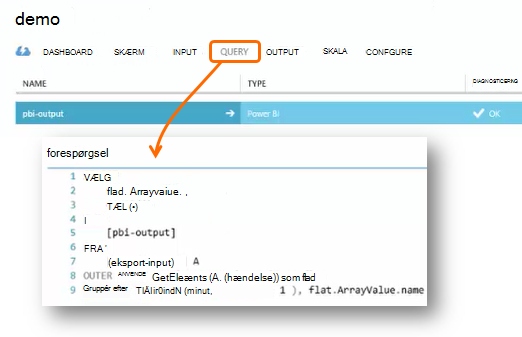 demo
DASHBOARD SKÆRM INPUT QUERY OUTPUT SKALA CONFGURE
NAME TYPE DIAGNOSTICERING
pbi-output → Power Bi OK
forespørgsel
1 VÆLG
2 flad. Arrayvaiue. ,
3 TÆL (•)
4 I
5 [pbi-output]
6 FRA'
7 (eksport-input) A
8 OUTER ANVENDE GetEleænts (A. (hændelse)) som flad
9 Gruppér efter TlÄlir0indN (minut, 1 ), flat.ArrayValue.name